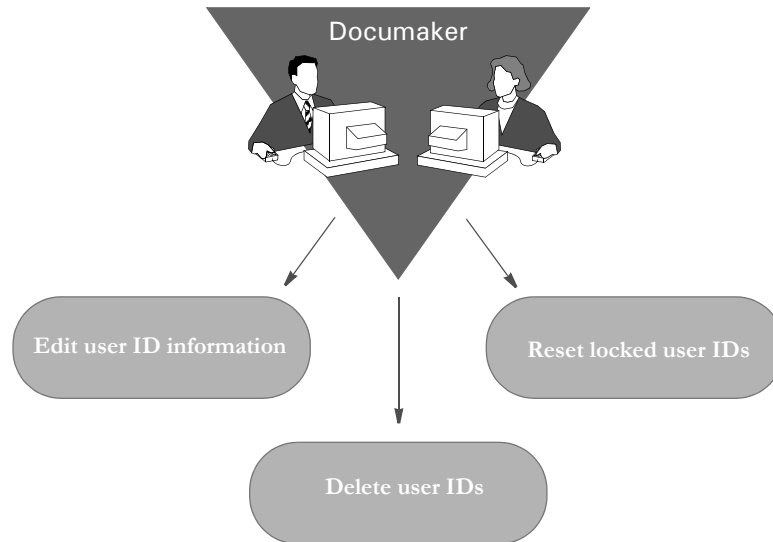 Documaker
Edit user ID information
Reset locked user IDs
Delete user IDs